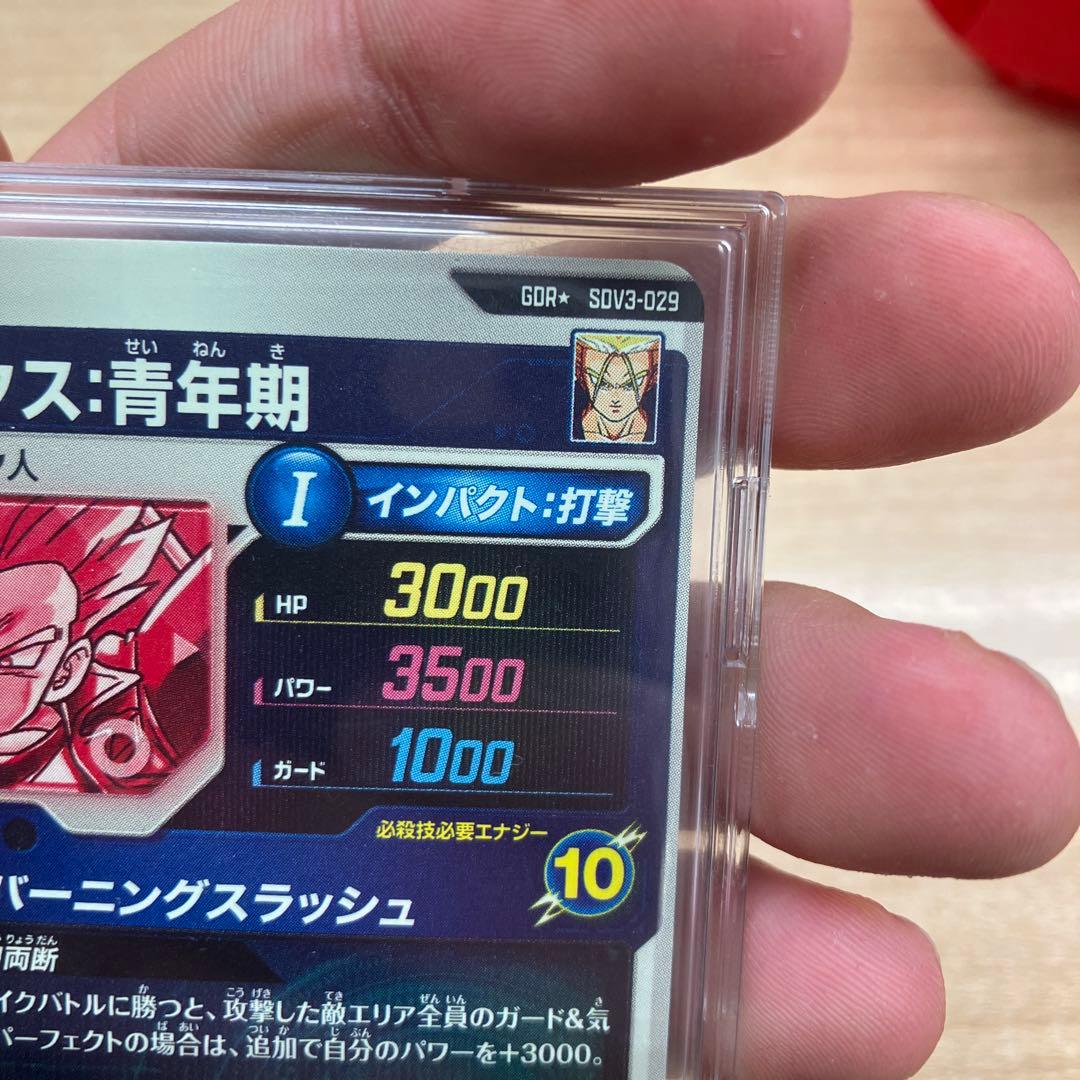 GDR★ SDV3-029
せい ねん き
クス:青年期
人
I インパクト:打撃
HP 3000
パワー 3500
ガード 1000
必殺技必要エナジー
10
バーニングスラッシュ
りょうだん
両断
か こうげき てき ぜんいん き
イクバトルに勝つと、攻撃した敵エリア全員のガード&気
ば あい つい か じ ぶん
パーフェクトの場合は、追加で自分のパワーを+3000。